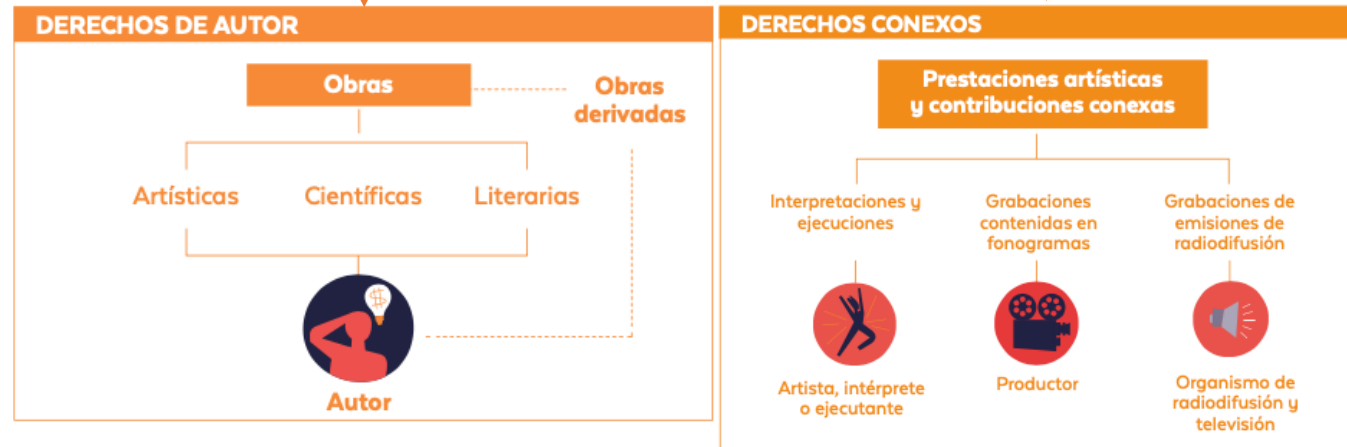 DERECHOS DE AUTOR
Obras
Obras
derivadas
Artísticas
Científicas
Literarias
Autor
DERECHOS CONEXOS
Prestaciones artísticas
y contribuciones conexas
Interpretaciones y
ejecuciones
Grabaciones
contenidas en
fonogramas
Grabaciones de
emisiones de
radiodifusión
Artista, intérprete
o ejecutante
Productor
Organismo de
radiodifusión y
televisión